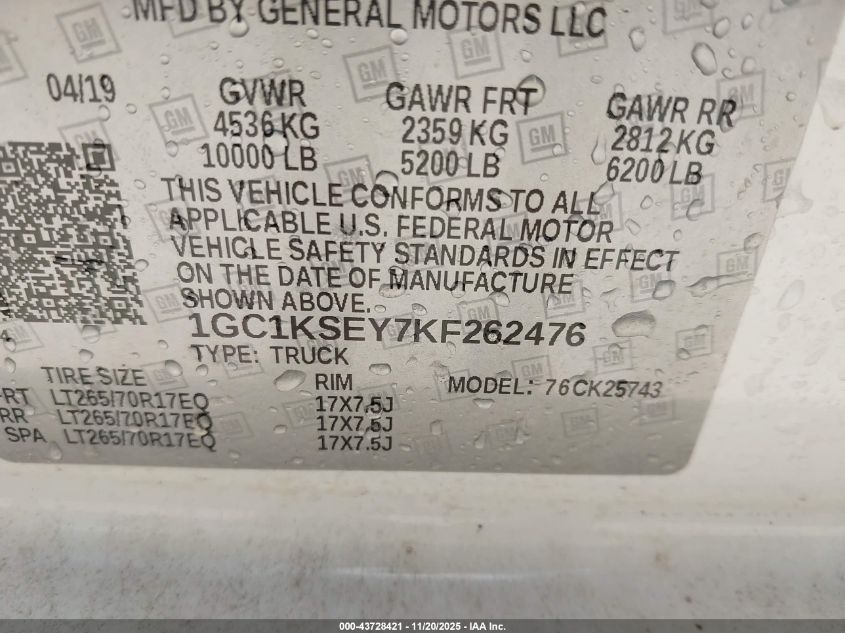 MFD BY GENERAL MOTORS LLC
04/19 GVWR GAWR FRT GAWR RR
4536 KG 2359 KG 2812 KG
10000 LB 5200 LB 6200 LB
THIS VEHICLE CONFORMS TO ALL
APPLICABLE U.S. FEDERAL MOTOR
VEHICLE SAFETY STANDARDS IN EFFECT
ON THE DATE OF MANUFACTURE
SHOWN ABOVE.
1GC1KSEY7KF262476
TYPE: TRUCK
TIRE SIZE RIM MODEL: 76CK25743
RT LT265/70R17EQ 17X7.5J
RR LT265/70R17EQ 17X7.5J
SPA LT265/70R17EQ 17X7.5J
000-43728421 - 11/20/2025 - IAA Inc.